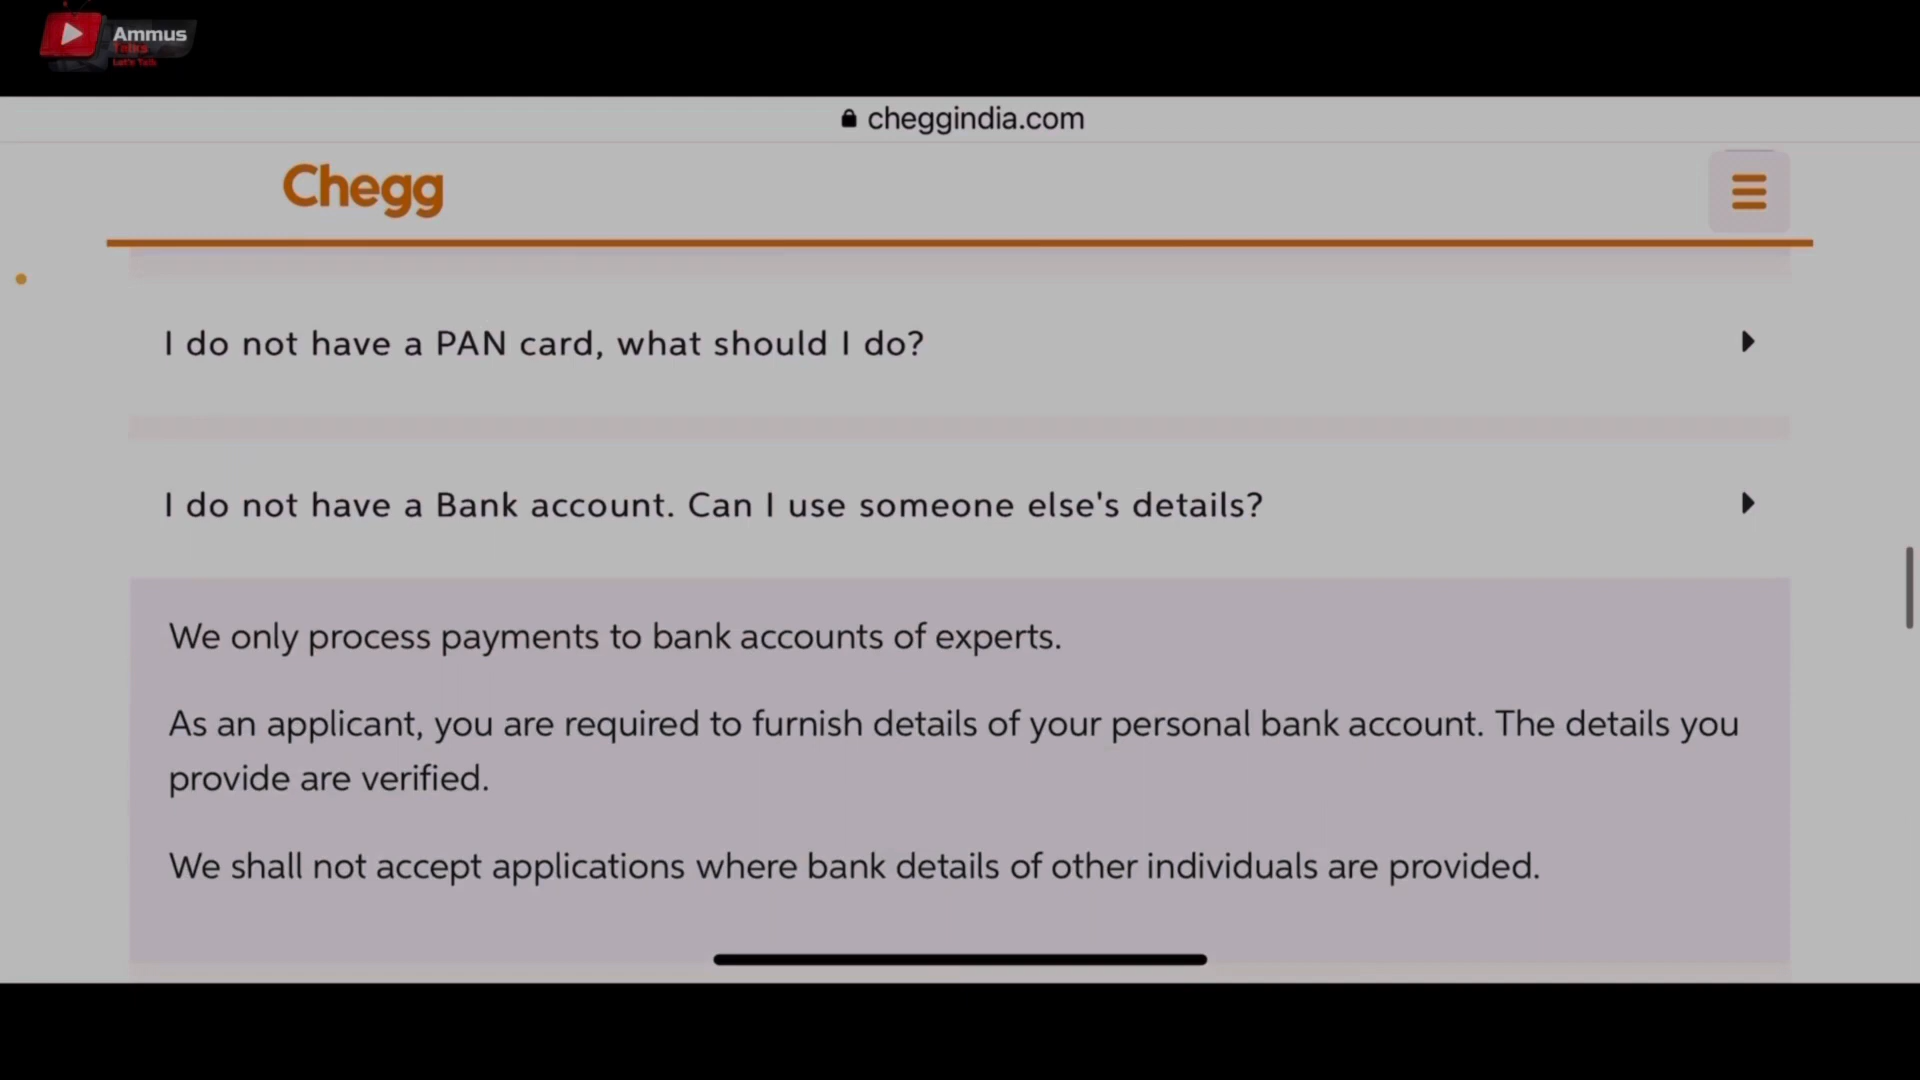 Ammus
Talks
Let's Talk
cheggindia.com
Chegg
I do not have a PAN card, what should I do?
I do not have a Bank account. Can I use someone else's details?
We only process payments to bank accounts of experts.
As an applicant, you are required to furnish details of your personal bank account. The details you
provide are verified.
We shall not accept applications where bank details of other individuals are provided.